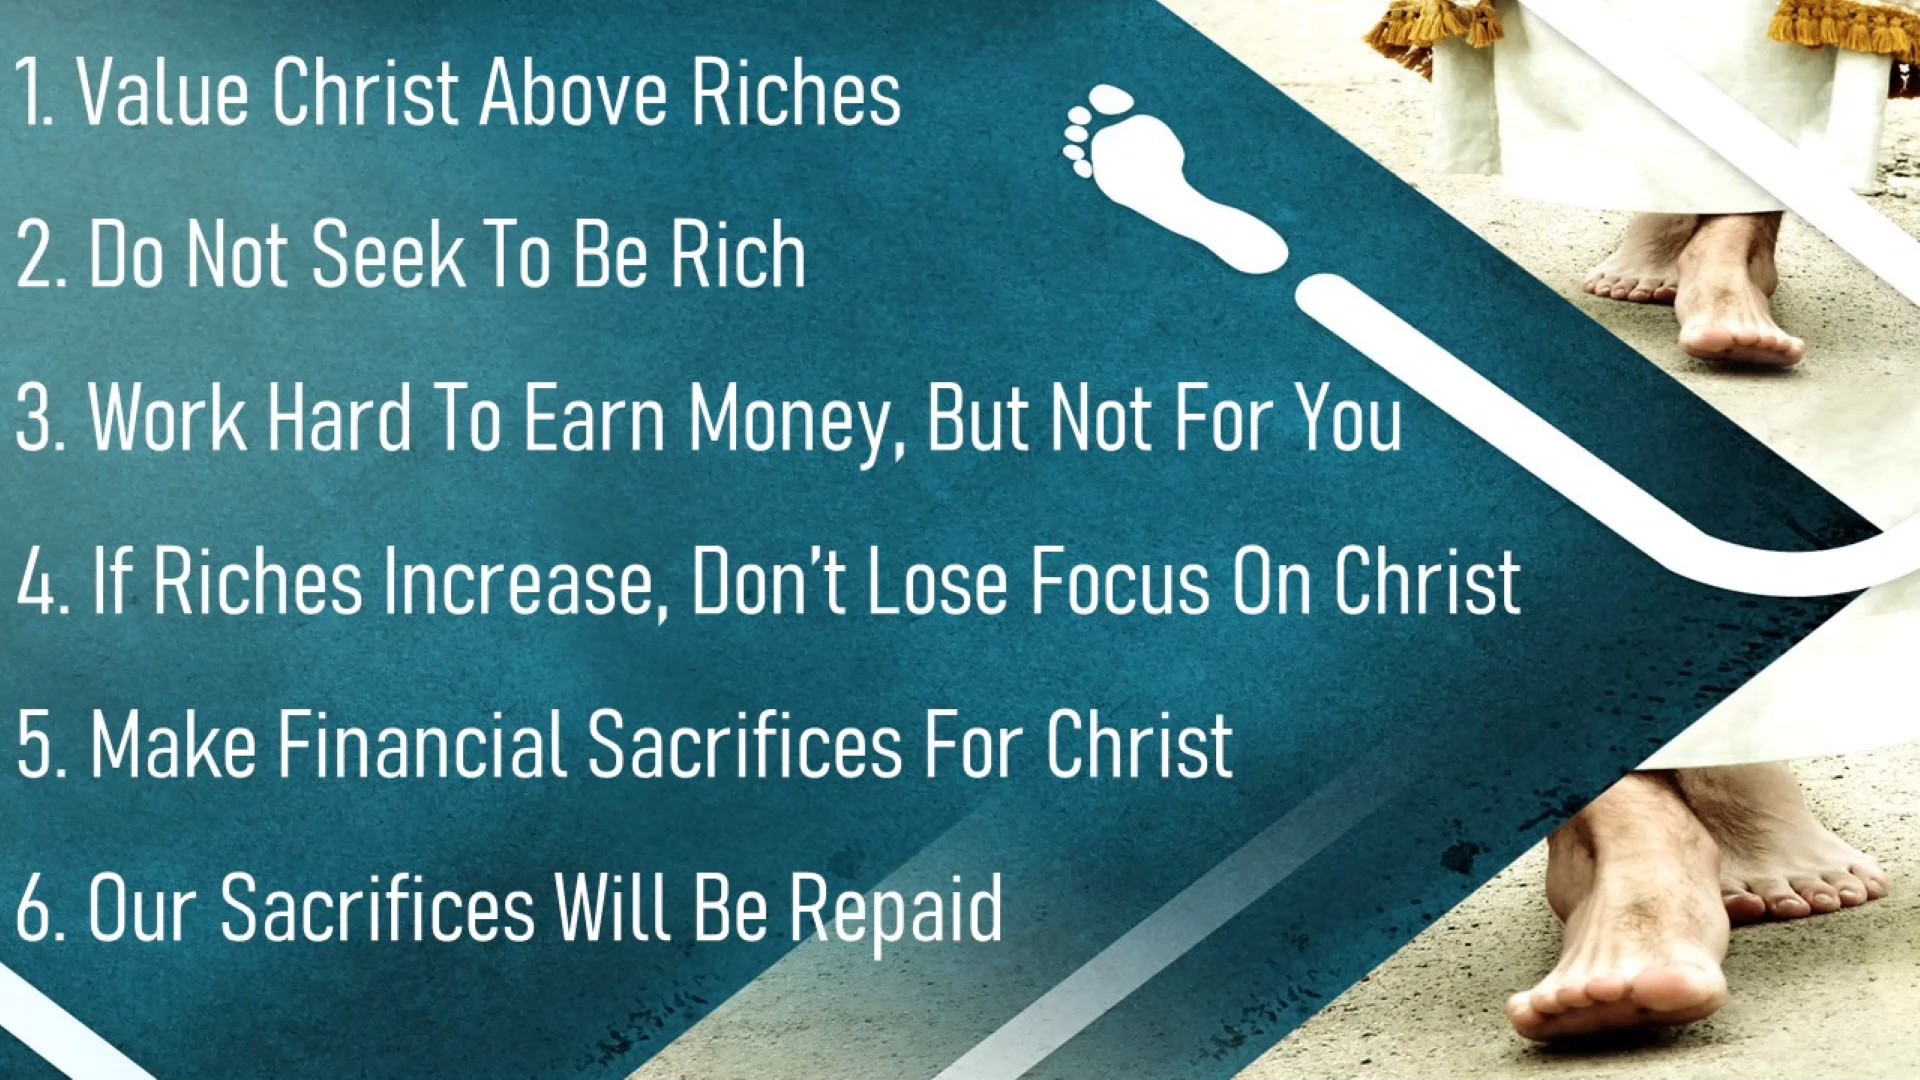 1. Value Christ Above Riches
2. Do Not Seek To Be Rich
3. Work Hard To Earn Money, But Not For You
4. If Riches Increase, Don't Lose Focus On Christ
5. Make Financial Sacrifices For Christ
6. Our Sacrifices Will Be Repaid